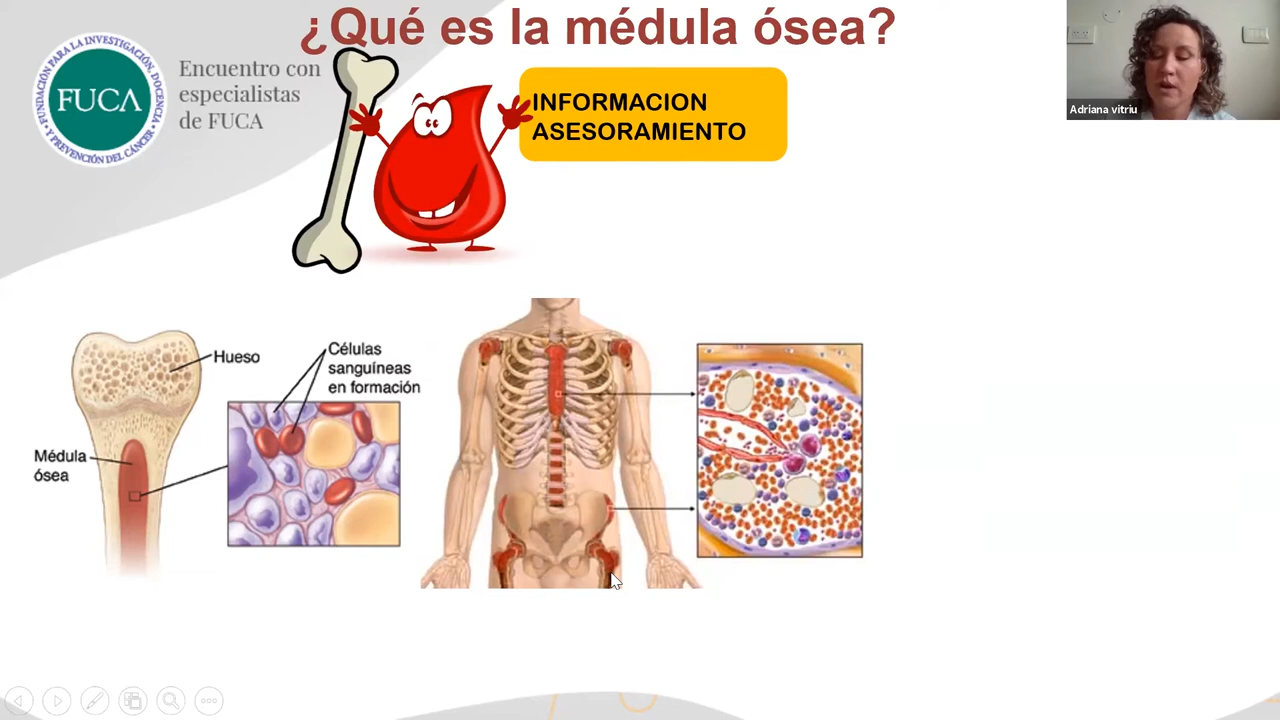 ¿Qué es la médula ósea?
FUNDACIÓN PARA LA INVESTIGACIÓN, DOCENCIA
Y PREVENCIÓN DEL CÁNCER
FUCA
Encuentro con
especialistas
de FUCA
INFORMACION
ASESORAMIENTO
Adriana vitriu
Hueso
Células
sanguíneas
en formación
Médula
ósea